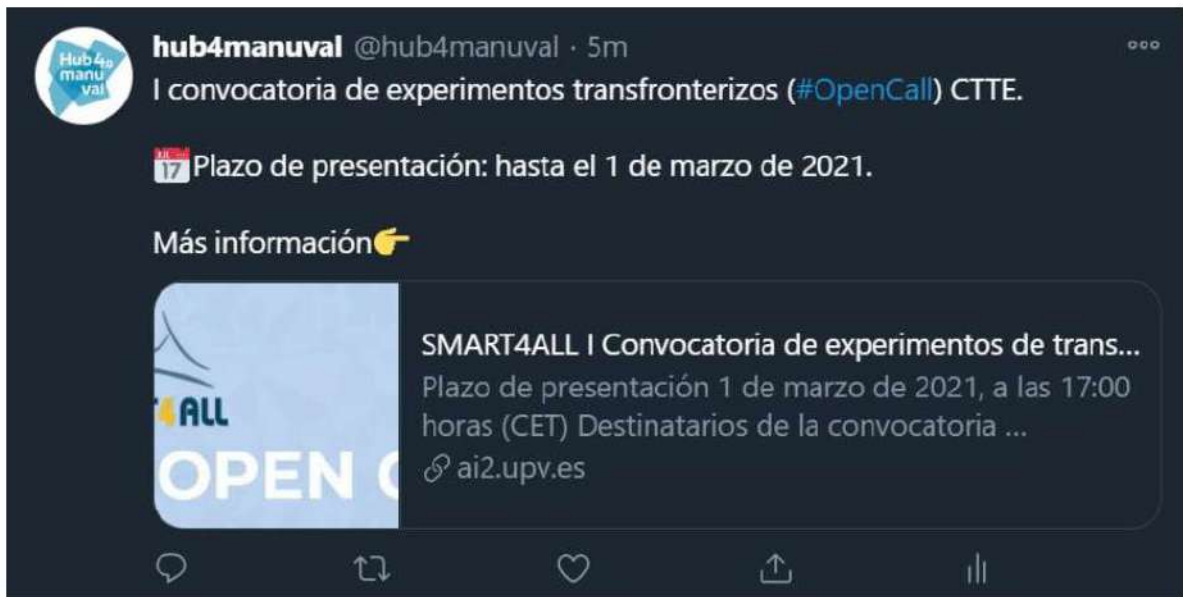 hub4manuval @hub4manuval · 5m
Hub4.0
manu
val
I convocatoria de experimentos transfronterizos (#OpenCall) CTTE.
17 Plazo de presentación: hasta el 1 de marzo de 2021.
Más información
SMART4ALL I Convocatoria de experimentos de trans...
Plazo de presentación 1 de marzo de 2021, a las 17:00
horas (CET) Destinatarios de la convocatoria ...
ai2.upv.es
T4ALL
OPEN C